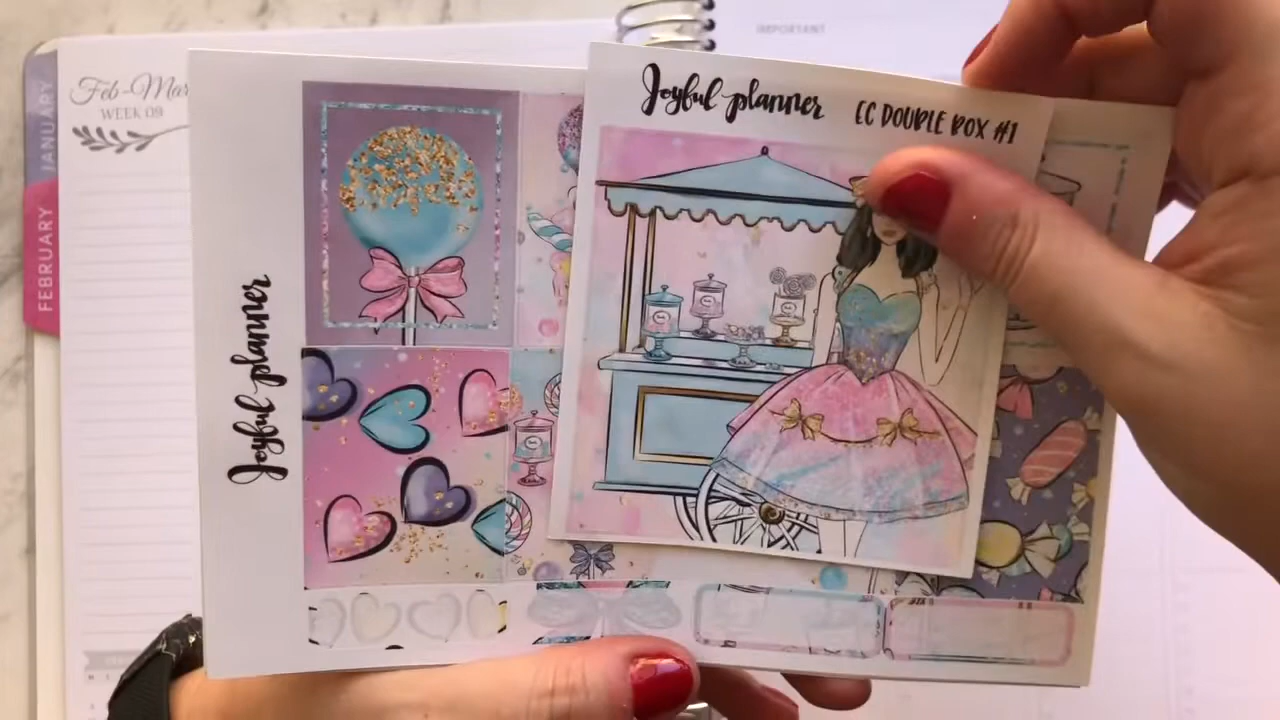 IMPORTANT
JANUARY
Feb-Mar
WEEK 09
FEBRUARY
Joyful planner
Joyful planner
EC DOUBLE BOX #1